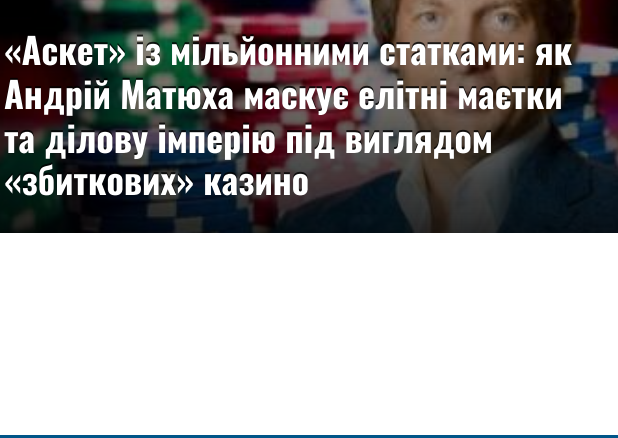 «Аскет» із мільйонними статками: як
Андрій Матюха маскує елітні маєтки
та ділову імперію під виглядом
«збиткових» казино